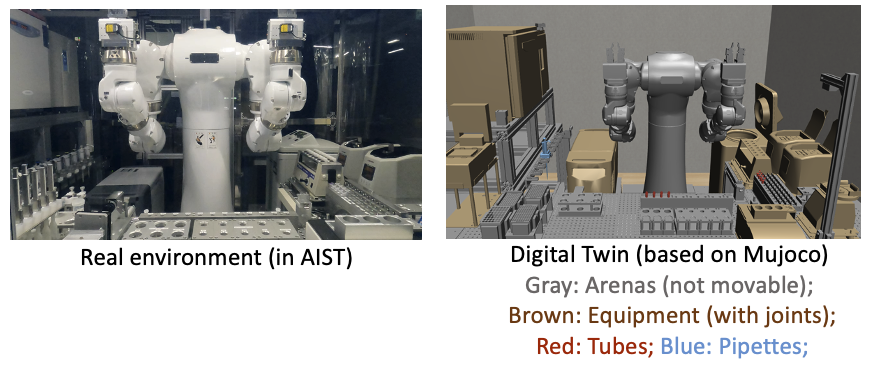 Real environment (in AIST)
Digital Twin (based on Mujoco)
Gray: Arenas (not movable);
Brown: Equipment (with joints);
Red: Tubes; Blue: Pipettes;